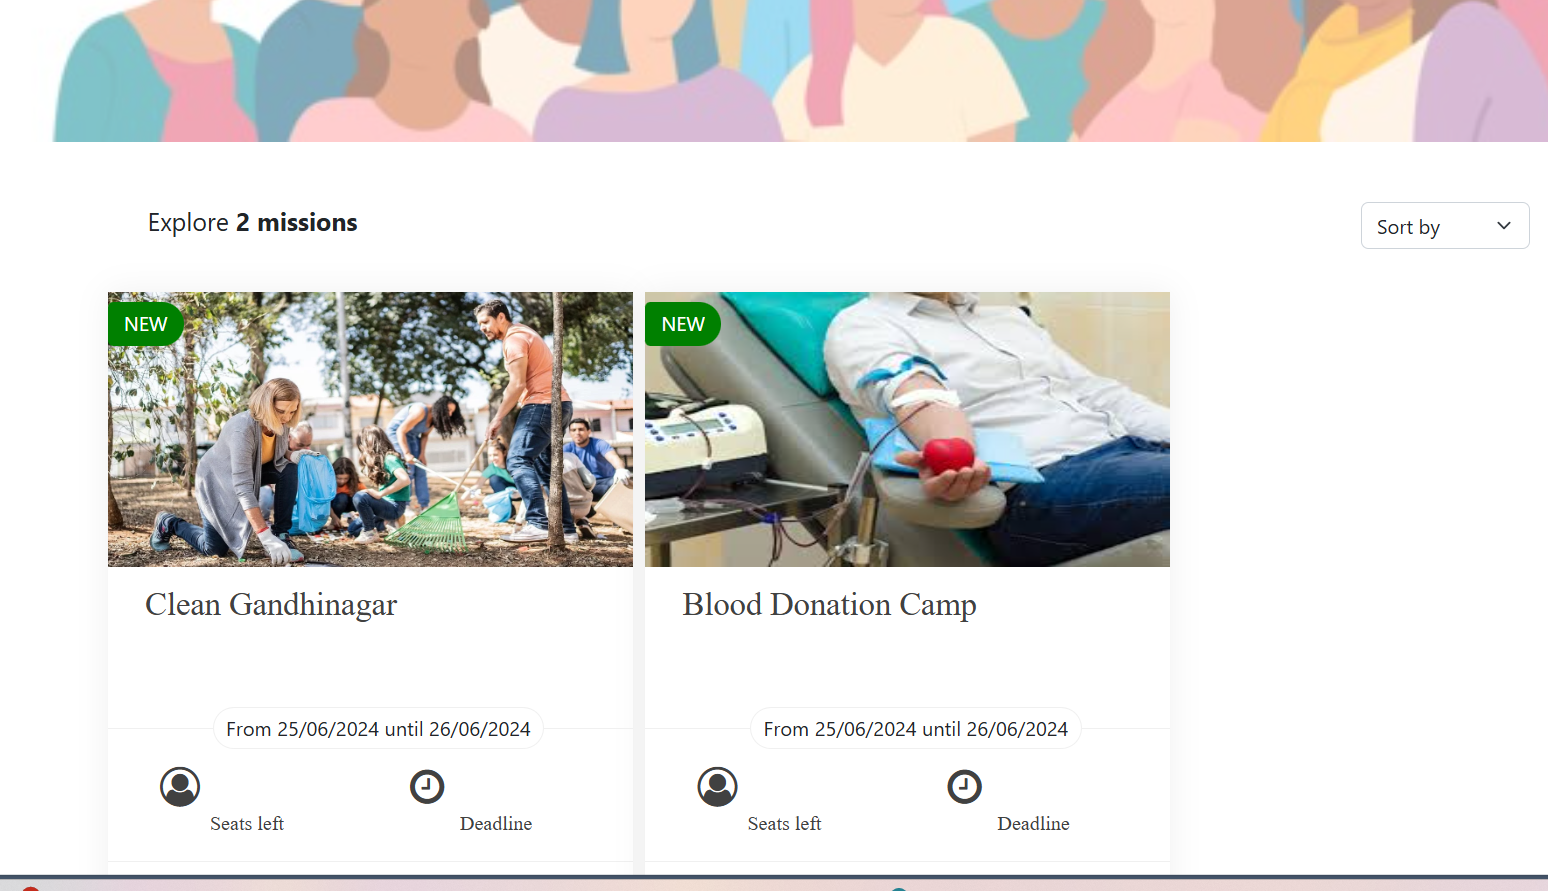 Explore 2 missions
Sort by
NEW
NEW
Clean Gandhinagar
Blood Donation Camp
From 25/06/2024 until 26/06/2024
From 25/06/2024 until 26/06/2024
Seats left
Deadline
Seats left
Deadline